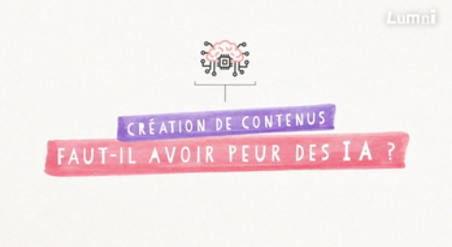 Lumni
CRÉATION DE CONTENUS
FAUT-IL AVOIR PEUR DES IA ?